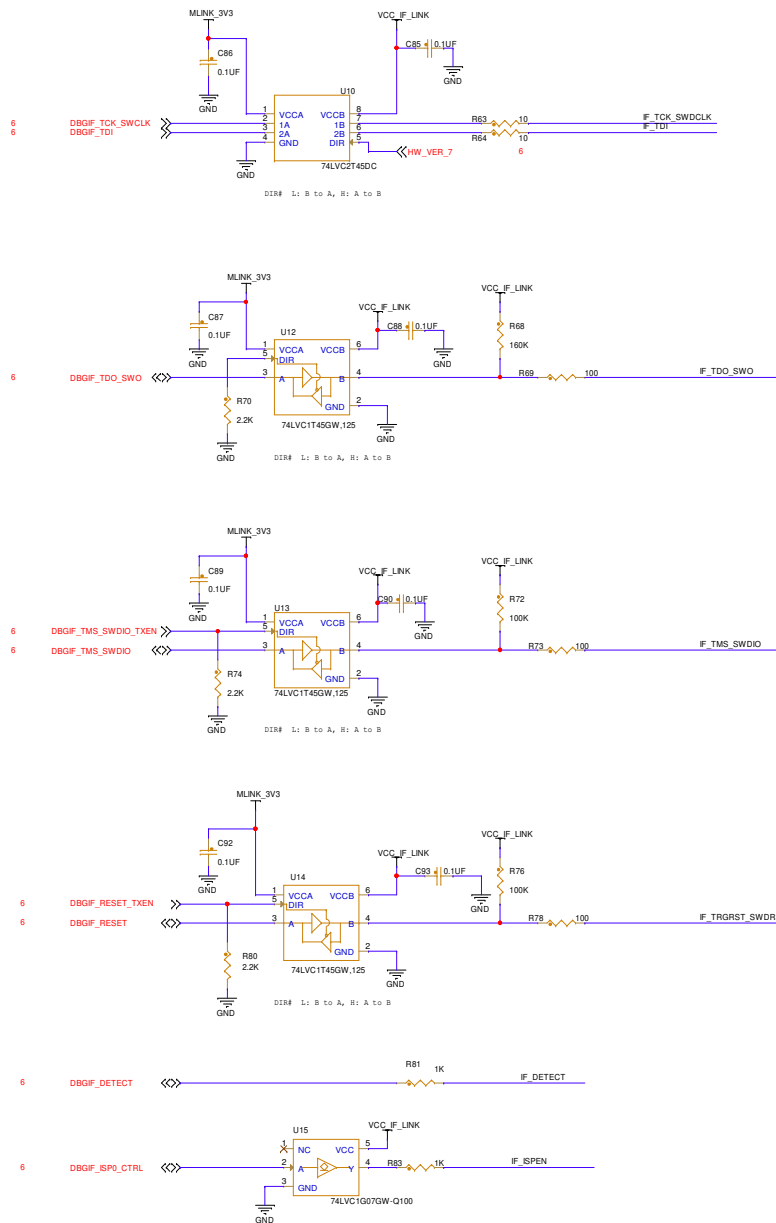 MLINK_3V3
VCC_IF_LINK
C86
0.1UF
GND
C85 0.1UF
GND
U10
6 DBGIF_TCK_SWCLK
6 DBGIF_TDI
1 VCCA VCCB 8
2 1A 1B 7
3 2A 2B 6
4 GND DIR 5
R63 10 IF_TCK_SWDCLK
R64 10 IF_TDI
GND
74LVC2T45DC
HW_VER_7 6
DIR# L: B to A, H: A to B
MLINK_3V3
VCC_IF_LINK
VCC_IF_LINK
C87
0.1UF
GND
U12
C88 0.1UF
GND
R68
160K
1 VCCA VCCB 6
5 DIR
6 DBGIF_TDO_SWO
3 A B 4
R69 100 IF_TDO_SWO
GND 2
R70
2.2K
GND
GND
74LVC1T45GW,125
DIR# L: B to A, H: A to B
MLINK_3V3
VCC_IF_LINK
VCC_IF_LINK
C89
0.1UF
GND
U13
C90 0.1UF
GND
R72
100K
1 VCCA VCCB 6
6 DBGIF_TMS_SWDIO_TXEN
5 DIR
6 DBGIF_TMS_SWDIO
3 A B 4
R73 100 IF_TMS_SWDIO
GND 2
R74
2.2K
GND
GND
74LVC1T45GW,125
DIR# L: B to A, H: A to B
MLINK_3V3
VCC_IF_LINK
VCC_IF_LINK
C92
0.1UF
GND
U14
C93 0.1UF
GND
R76
100K
1 VCCA VCCB 6
6 DBGIF_RESET_TXEN
5 DIR
6 DBGIF_RESET
3 A B 4
R78 100 IF_TRGRST_SWDR
GND 2
R80
2.2K
GND
GND
74LVC1T45GW,125
DIR# L: B to A, H: A to B
R81 1K
6 DBGIF_DETECT
IF_DETECT
U15
VCC_IF_LINK
1 NC VCC 5
6 DBGIF_ISP0_CTRL
2 A Y 4
R83 1K IF_ISPEN
3 GND
GND
74LVC1G07GW-Q100